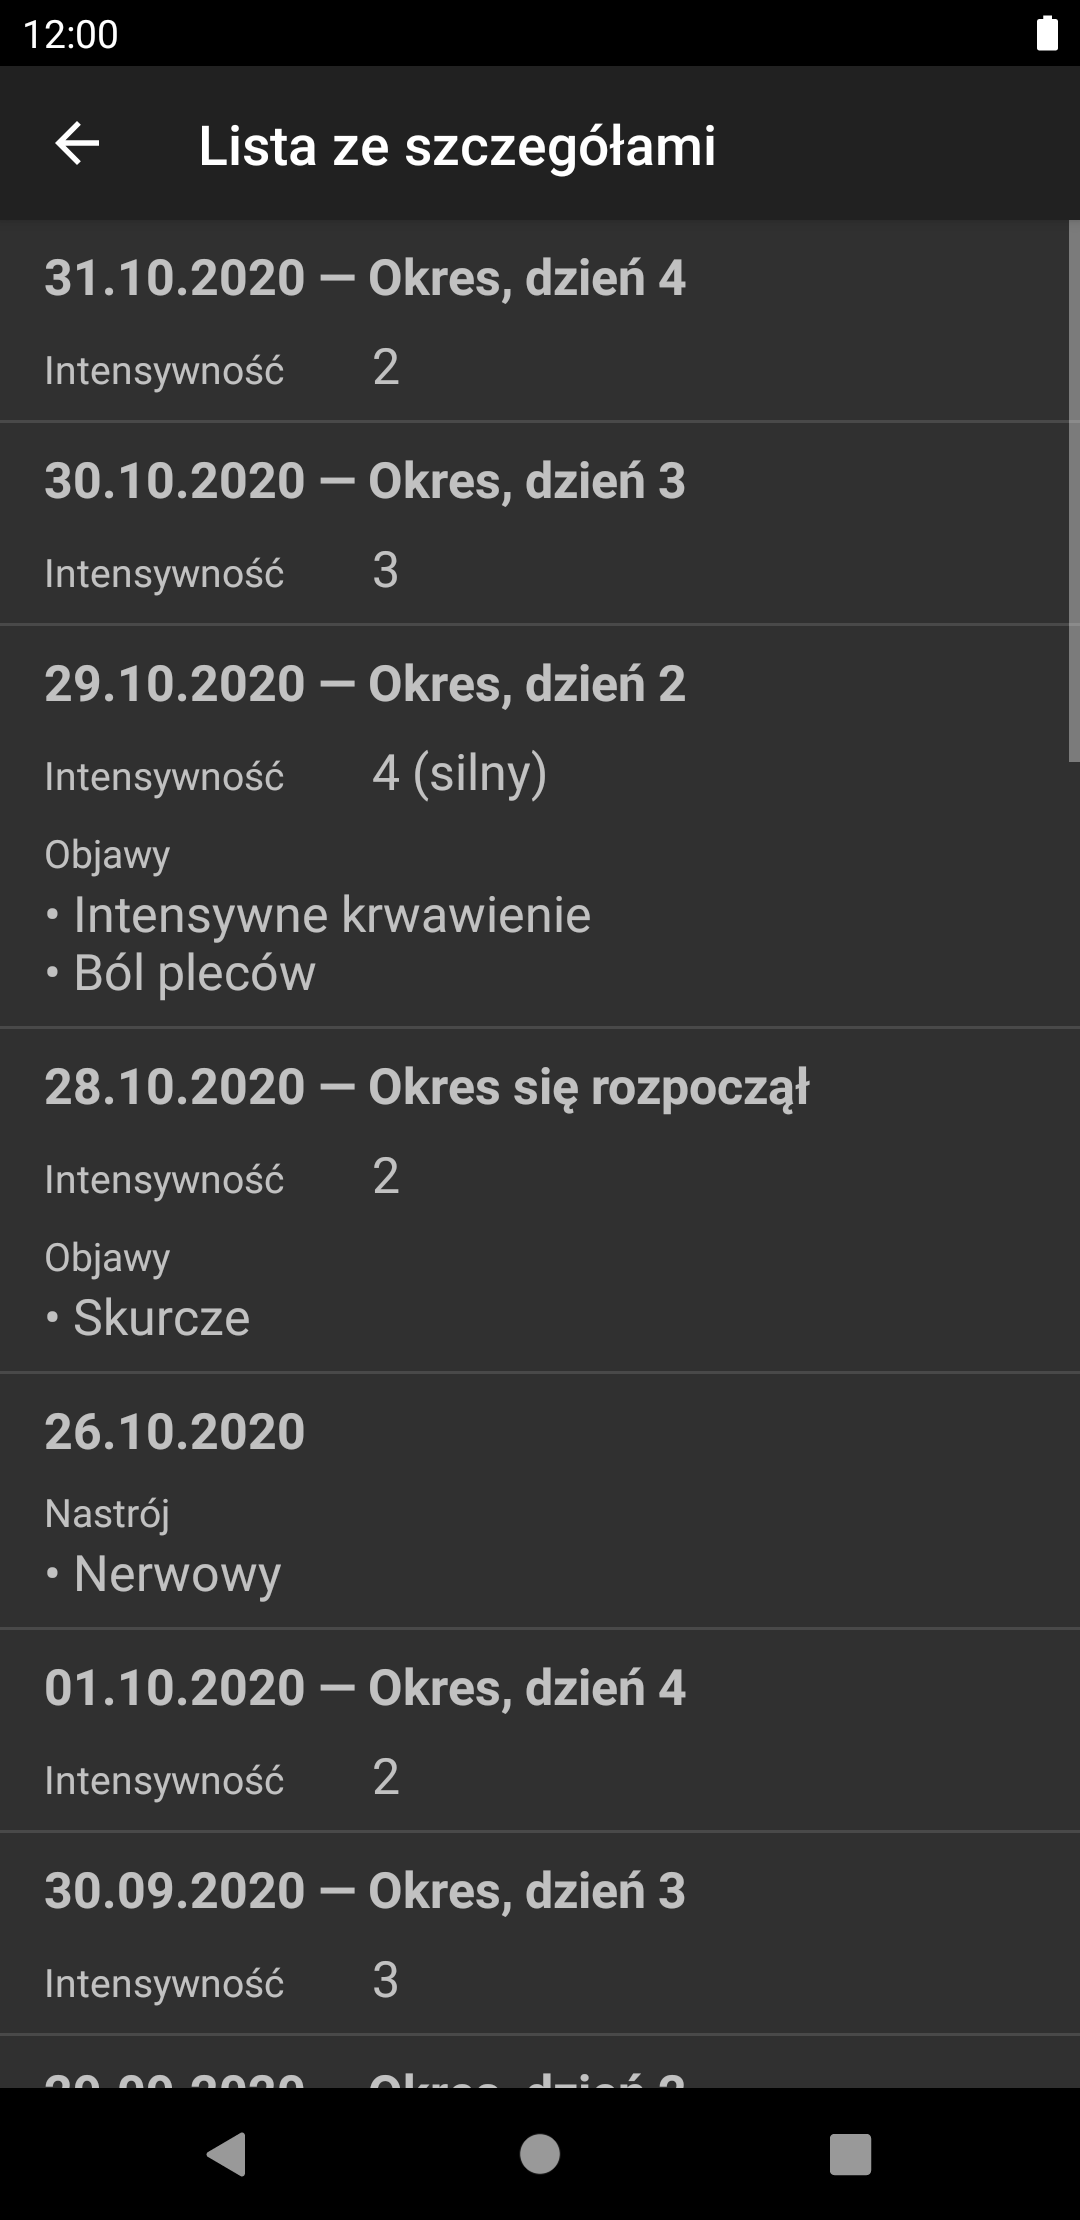 12:00
Lista ze szczegółami
31.10.2020 — Okres, dzień 4
Intensywność 2
30.10.2020 — Okres, dzień 3
Intensywność 3
29.10.2020 — Okres, dzień 2
Intensywność 4 (silny)
Objawy
• Intensywne krwawienie
• Ból pleców
28.10.2020 — Okres się rozpoczął
Intensywność 2
Objawy
• Skurcze
26.10.2020
Nastrój
• Nerwowy
01.10.2020 — Okres, dzień 4
Intensywność 2
30.09.2020 — Okres, dzień 3
Intensywność 3